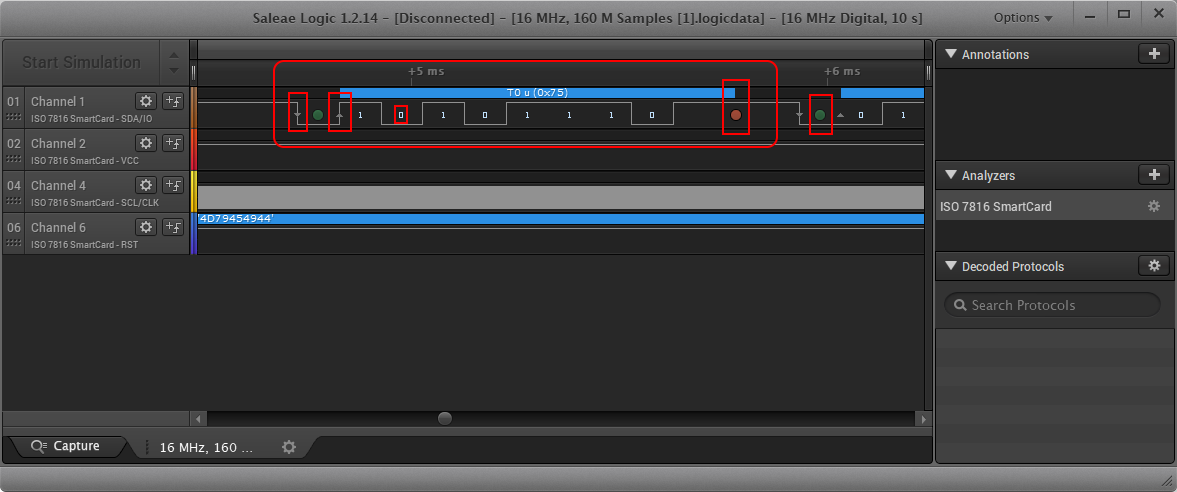 Saleae Logic 1.2.14 - [Disconnected] - [16 MHz, 160 M Samples [1].logicdata] - [16 MHz Digital, 10 s]
Options
Start Simulation
+5 ms
+6 ms
01 Channel 1
ISO 7816 SmartCard - SDA/IO
T0 u (0x75)
1 0 1 0 1 1 1 0 0 1
02 Channel 2
ISO 7816 SmartCard - VCC
04 Channel 4
ISO 7816 SmartCard - SCL/CLK
06 Channel 6
ISO 7816 SmartCard - RST
'4D79454944'
Annotations
Analyzers
ISO 7816 SmartCard
Decoded Protocols
Search Protocols
Capture
16 MHz, 160 ...